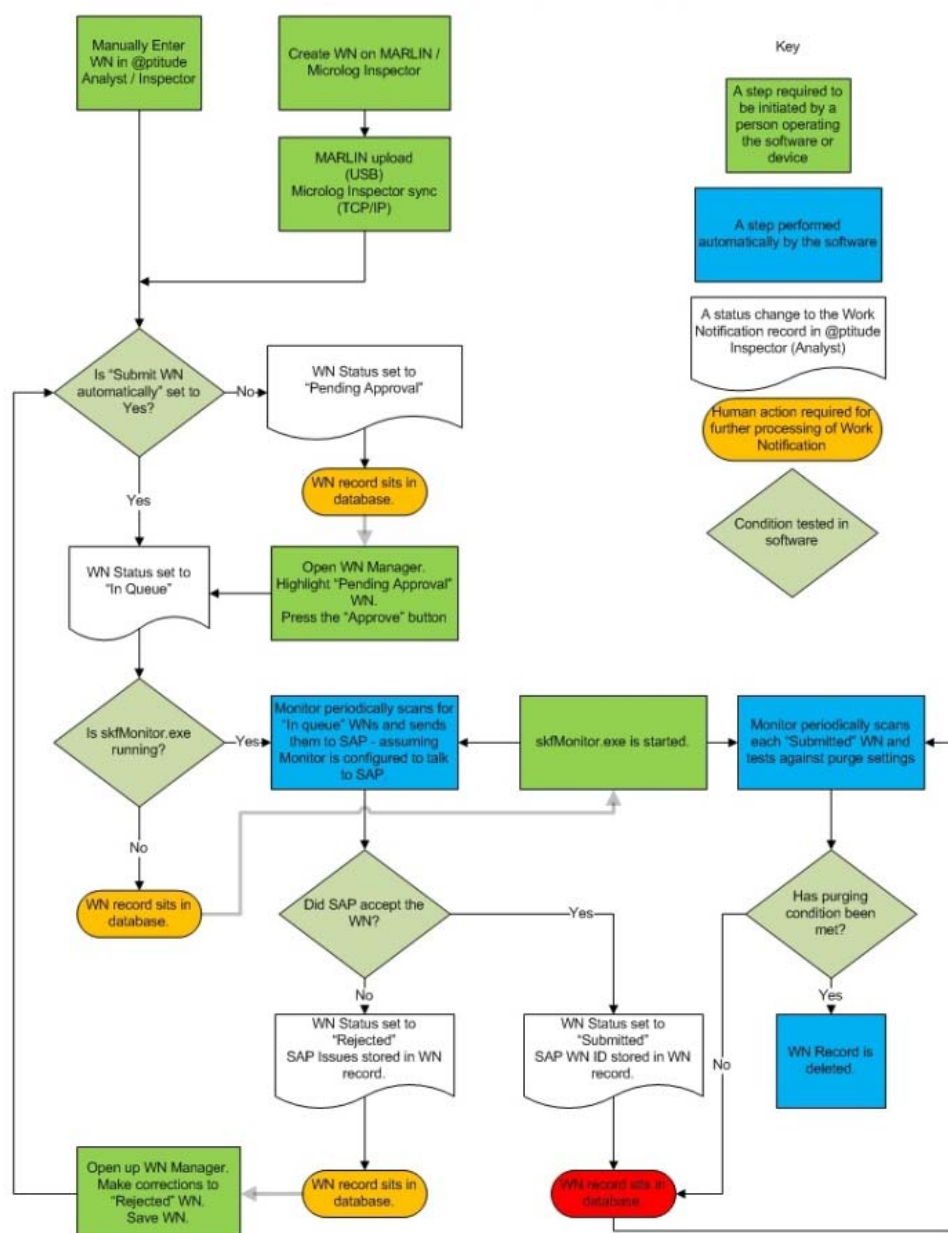 Manually Enter
WN in @ptitude
Analyst / Inspector
Create WN on MARLIN /
Microlog Inspector
MARLIN upload
(USB)
Microlog Inspector sync
(TCP/IP)
Key
A step required to
be initiated by a
person operating
the software or
device
A step performed
automatically by the software
A status change to the Work
Notification record in @ptitude
Inspector (Analyst)
Human action required for
further processing of Work
Notification
Condition tested in
software
Is “Submit WN
automatically” set to
Yes?
No
WN Status set to
“Pending Approval”
WN record sits in
database.
Yes
WN Status set to
“In Queue”
Open WN Manager.
Highlight “Pending Approval”
WN.
Press the “Approve” button
Is skfMonitor.exe
running?
Yes
Monitor periodically scans for
“In queue” WNs and sends
them to SAP - assuming
Monitor is configured to talk
to SAP.
skfMonitor.exe is started.
Monitor periodically scans
each “Submitted” WN and
tests against purge settings
No
WN record sits in
database.
Did SAP accept the
WN?
Yes
Has purging
condition been
met?
No
WN Status set to
“Rejected”
SAP Issues stored in WN
record.
WN Status set to
“Submitted”
SAP WN ID stored in WN
record.
No
Yes
WN Record is
deleted.
Open up WN Manager.
Make corrections to
“Rejected” WN.
Save WN.
WN record sits in
database.
WN record sits in
database